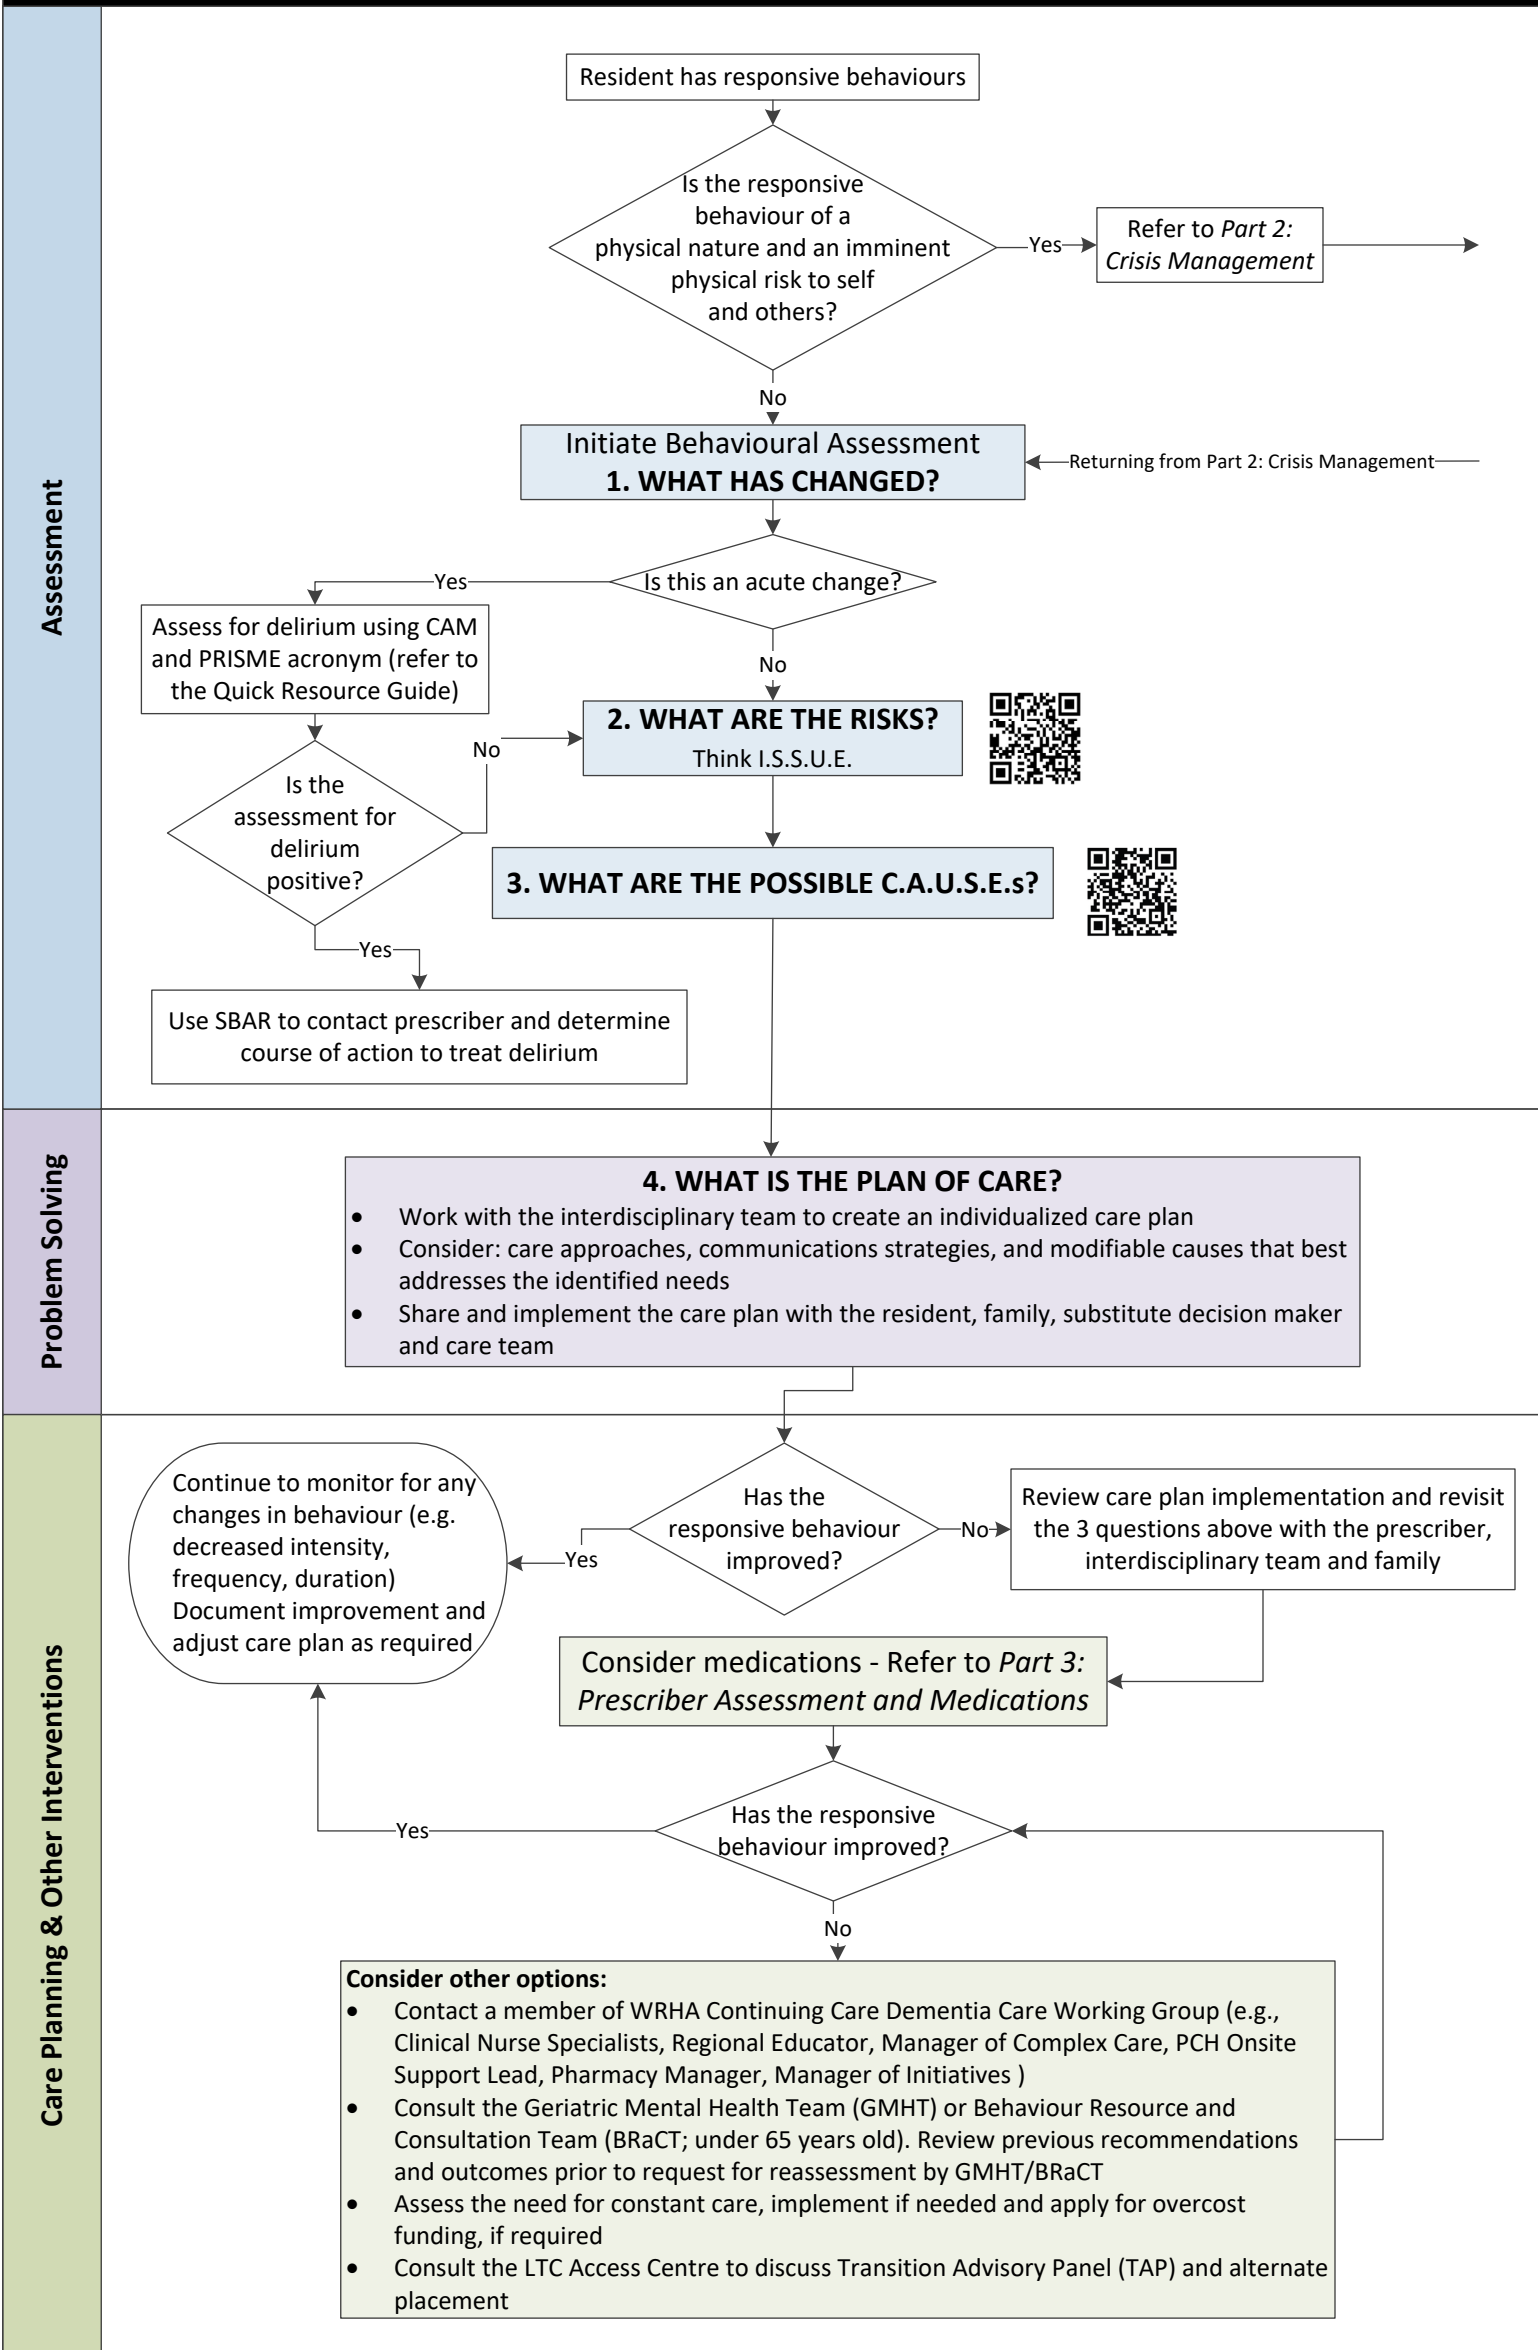 Assessment
Resident has responsive behaviours
Is the responsive
behaviour of a
physical nature and an imminent
physical risk to self
and others?
Yes
Refer to Part 2:
Crisis Management
No
Initiate Behavioural Assessment
1. WHAT HAS CHANGED?
Returning from Part 2: Crisis Management
Is this an acute change?
Yes
Assess for delirium using CAM
and PRISME acronym (refer to
the Quick Resource Guide)
No
2. WHAT ARE THE RISKS?
Think I.S.S.U.E.
No
Is the
assessment for
delirium
positive?
3. WHAT ARE THE POSSIBLE C.A.U.S.E.s?
Yes
Use SBAR to contact prescriber and determine
course of action to treat delirium
Problem Solving
4. WHAT IS THE PLAN OF CARE?
• Work with the interdisciplinary team to create an individualized care plan
• Consider: care approaches, communications strategies, and modifiable causes that best
addresses the identified needs
• Share and implement the care plan with the resident, family, substitute decision maker
and care team
Care Planning & Other Interventions
Continue to monitor for any
changes in behaviour (e.g.
decreased intensity,
frequency, duration)
Document improvement and
adjust care plan as required
Yes
Has the
responsive behaviour
improved?
No
Review care plan implementation and revisit
the 3 questions above with the prescriber,
interdisciplinary team and family
Consider medications - Refer to Part 3:
Prescriber Assessment and Medications
Has the responsive
behaviour improved?
Yes
No
Consider other options:
• Contact a member of WRHA Continuing Care Dementia Care Working Group (e.g.,
Clinical Nurse Specialists, Regional Educator, Manager of Complex Care, PCH Onsite
Support Lead, Pharmacy Manager, Manager of Initiatives )
• Consult the Geriatric Mental Health Team (GMHT) or Behaviour Resource and
Consultation Team (BRaCT; under 65 years old). Review previous recommendations
and outcomes prior to request for reassessment by GMHT/BRaCT
• Assess the need for constant care, implement if needed and apply for overcost
funding, if required
• Consult the LTC Access Centre to discuss Transition Advisory Panel (TAP) and alternate
placement